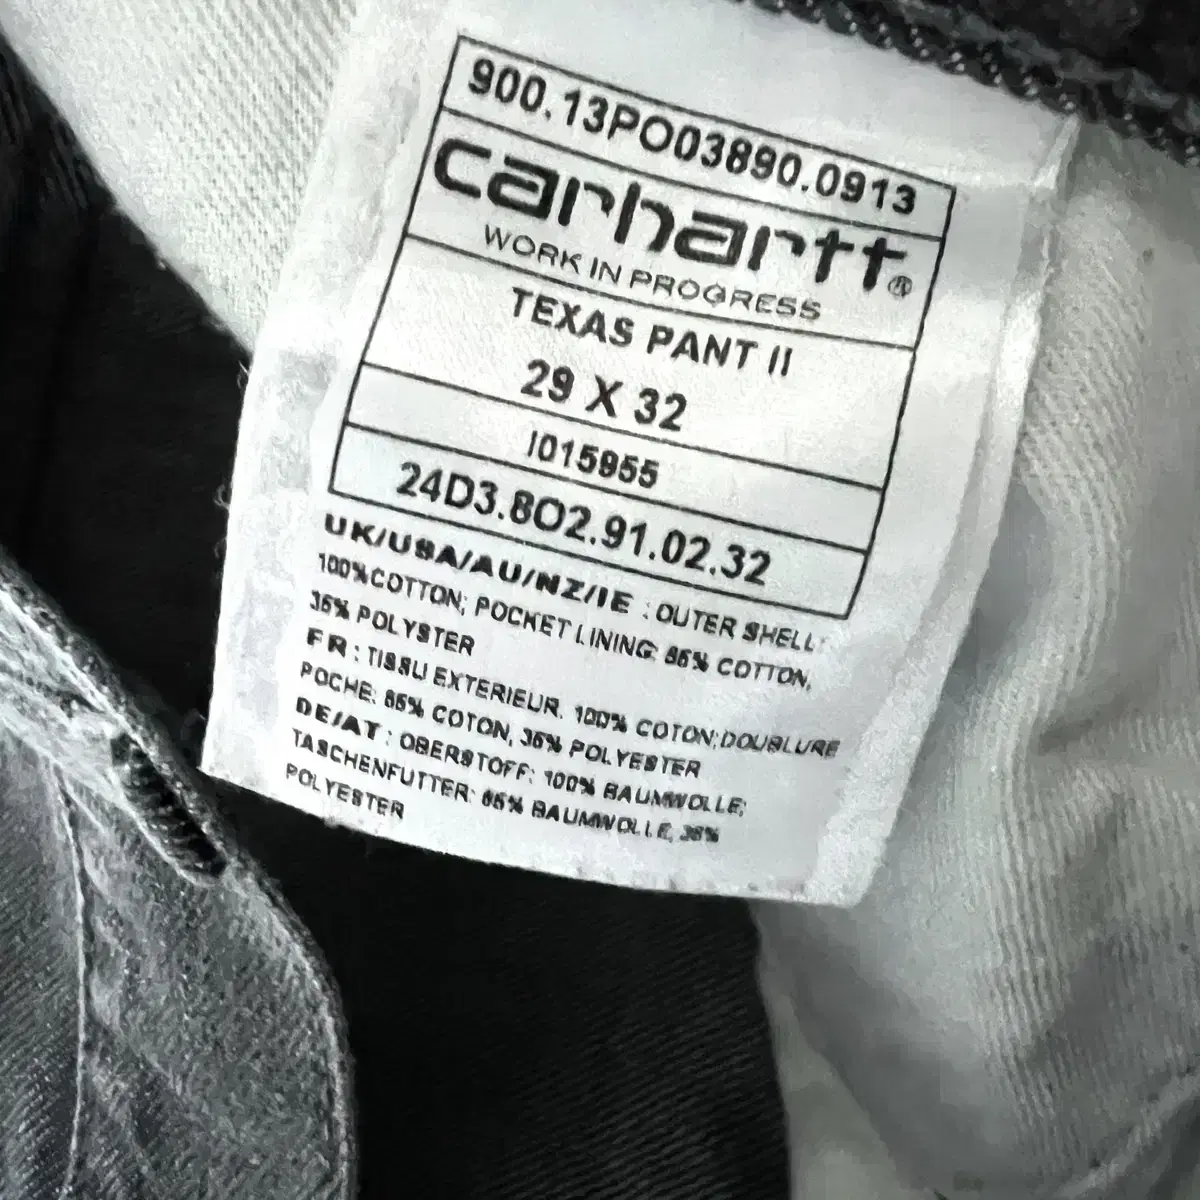 900.13PO03890.0913
carhartt®
WORK IN PROGRESS
TEXAS PANT II
29 X 32
I015955
24D3.8O2.91.02.32
UK/USA/AU/NZ/IE : OUTER SHELL:
100% COTTON; POCKET LINING: 65% COTTON,
35% POLYSTER
FR : TISSU EXTERIEUR: 100% COTON; DOUBLURE
POCHE: 65% COTON, 35% POLYESTER
DE/AT : OBERSTOFF: 100% BAUMWOLLE;
TASCHENFUTTER: 65% BAUMWOLLE, 35%
POLYESTER